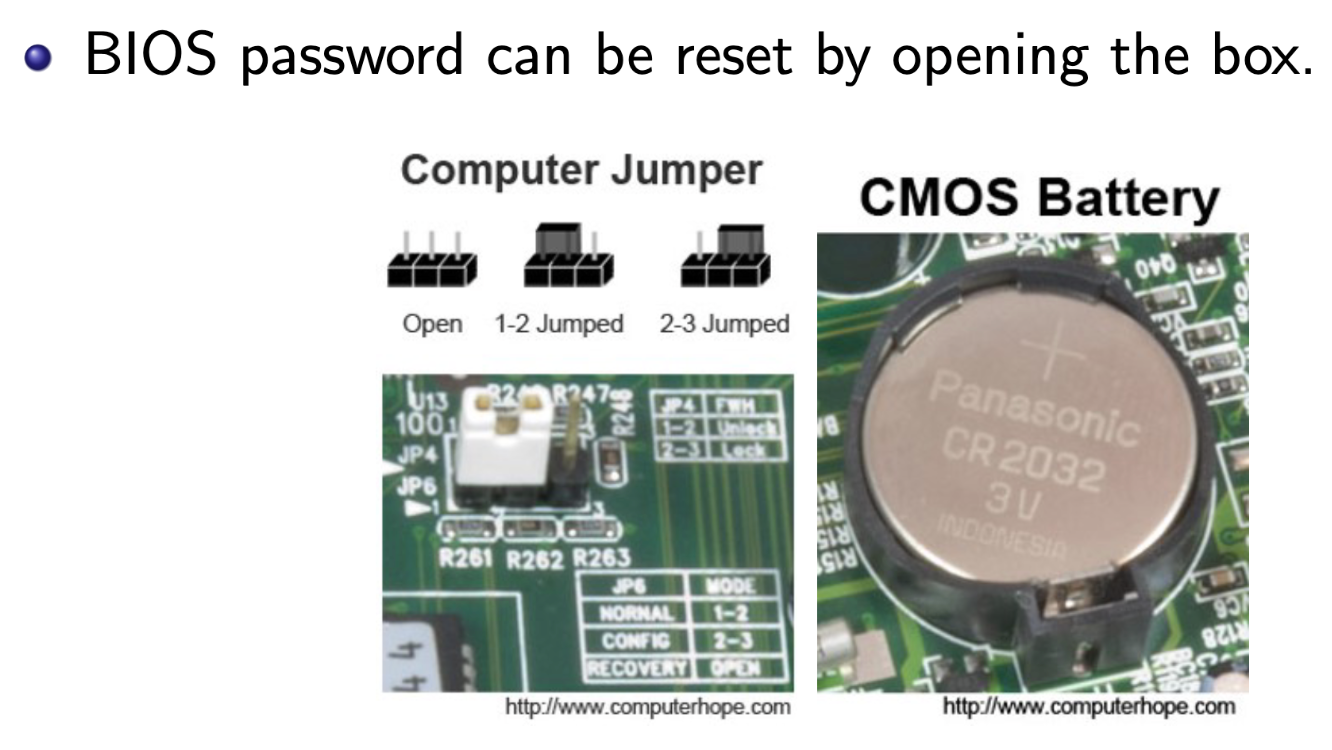 BIOS password can be reset by opening the box.
Computer Jumper
Open 1-2 Jumped 2-3 Jumped
U13
R247
R248
100
JP4
JP6
1
3
R261 R262 R263
JP4 FWH
1-2 Unlock
2-3 Lock
JP6 MODE
NORMAL 1-2
CONFIG 2-3
RECOVERY OPEN
http://www.computerhope.com
CMOS Battery
Q40
Panasonic
CR2032
3V
INDONESIA
VC6
R128
http://www.computerhope.com